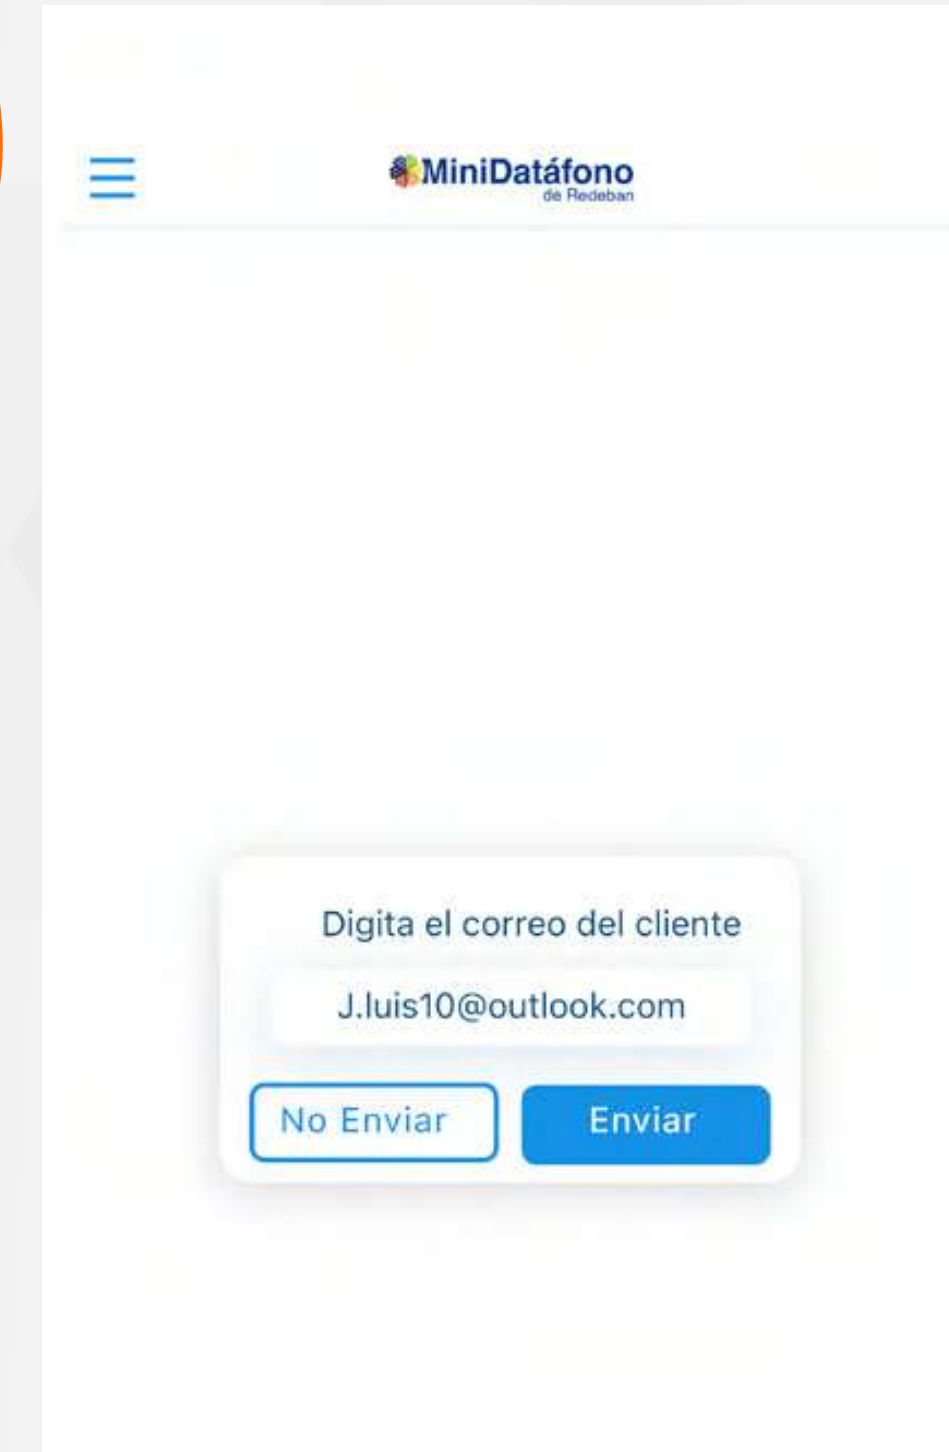 MiniDatáfono
de Redeban
Digita el correo del cliente
J.luis10@outlook.com
No Enviar
Enviar